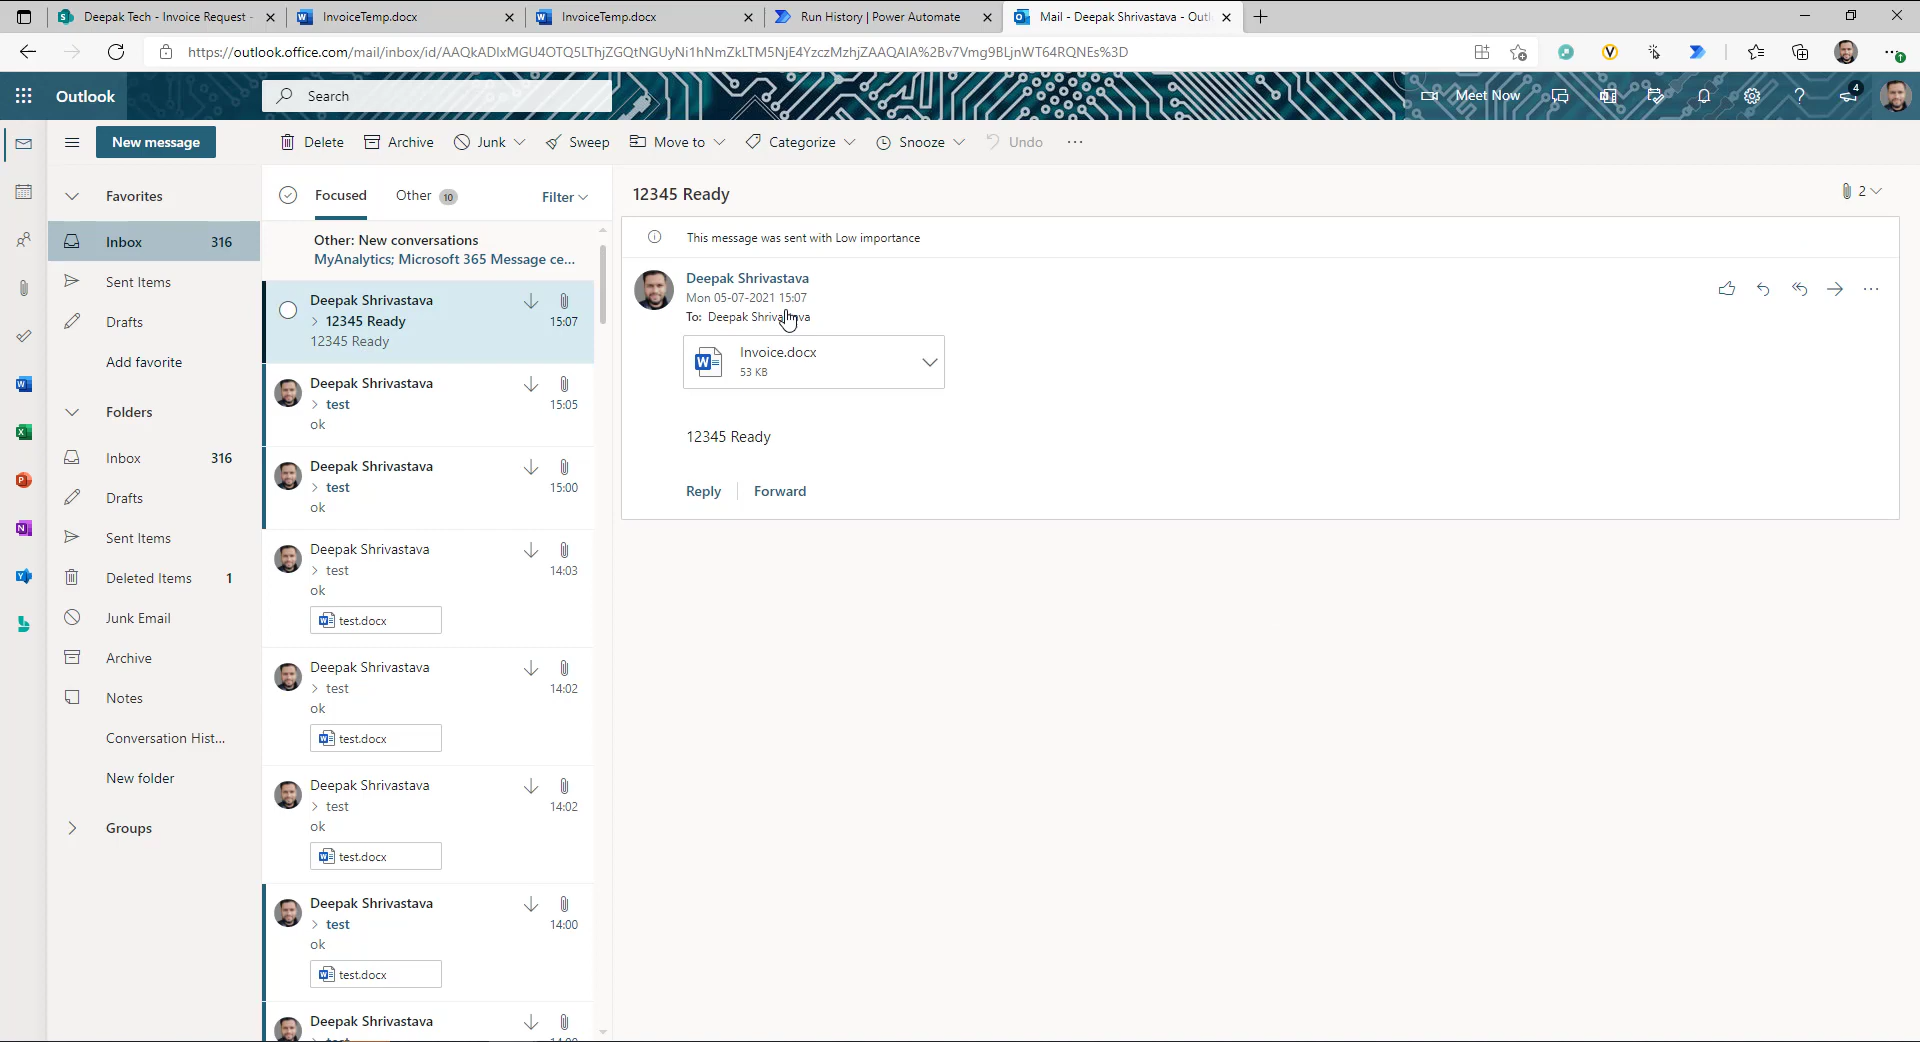 Deepak Tech - Invoice Request -
InvoiceTemp.docx
InvoiceTemp.docx
Run History | Power Automate
Mail - Deepak Shrivastava - Outl
https://outlook.office.com/mail/inbox/id/AAQkADIxMGU4OTQ5LThjZGQtNGUyNi1hNmZkLTM5NjE4YzczMzhjZAAQAIA%2Bv7Vmg9BLjnWT64RQNEs%3D
Outlook
Search
Meet Now
4
New message
Delete
Archive
Junk
Sweep
Move to
Categorize
Snooze
Undo
Favorites
Inbox 316
Sent Items
Drafts
Add favorite
Folders
Inbox 316
Drafts
Sent Items
Deleted Items 1
Junk Email
Archive
Notes
Conversation Hist...
New folder
Groups
Focused
Other 10
Filter
Other: New conversations
MyAnalytics; Microsoft 365 Message ce...
Deepak Shrivastava
12345 Ready 15:07
12345 Ready
Deepak Shrivastava
test 15:05
ok
Deepak Shrivastava
test 15:00
ok
Deepak Shrivastava
test 14:03
ok
test.docx
Deepak Shrivastava
test 14:02
ok
test.docx
Deepak Shrivastava
test 14:02
ok
test.docx
Deepak Shrivastava
test 14:00
ok
test.docx
Deepak Shrivastava
12345 Ready
2
This message was sent with Low importance
Deepak Shrivastava
Mon 05-07-2021 15:07
To: Deepak Shrivastava
Invoice.docx
53 KB
12345 Ready
Reply
Forward